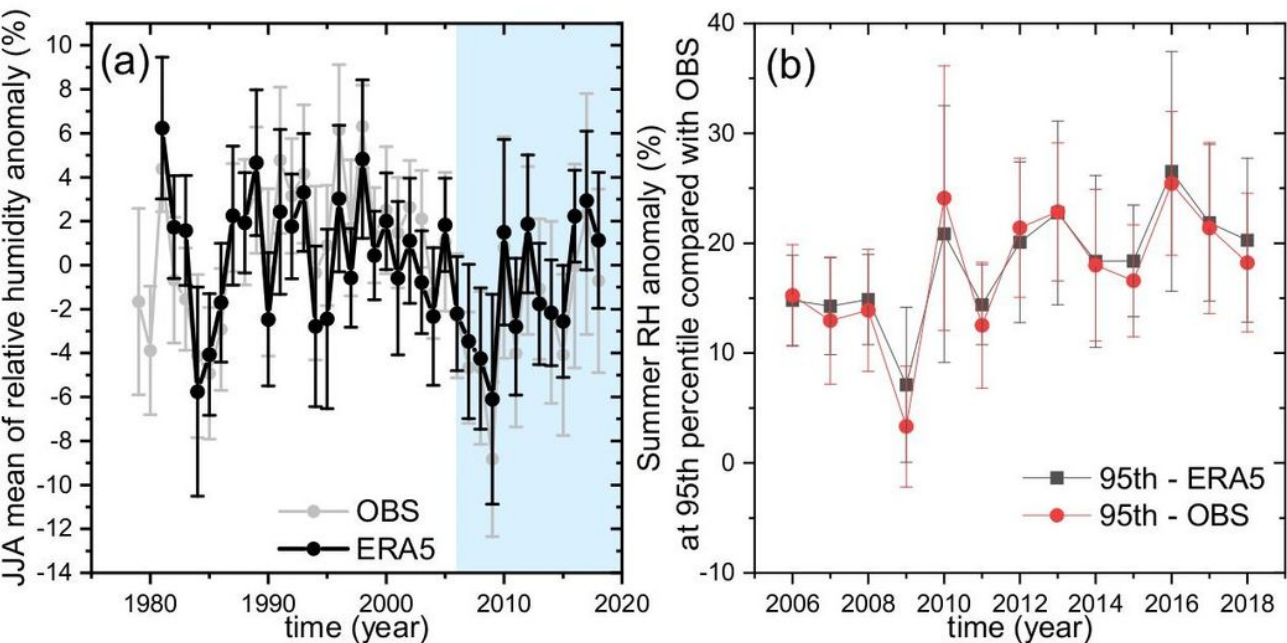 JJA mean of relative humidity anomaly (%)
10
8
6
4
2
0
-2
-4
-6
-8
-10
-12
-14
(a)
OBS
ERA5
1980
1990
2000
2010
2020
time (year)
Summer RH anomaly (%)
at 95th percentile compared with OBS
40
30
20
10
0
-10
(b)
95th - ERA5
95th - OBS
2006
2008
2010
2012
2014
2016
2018
time (year)